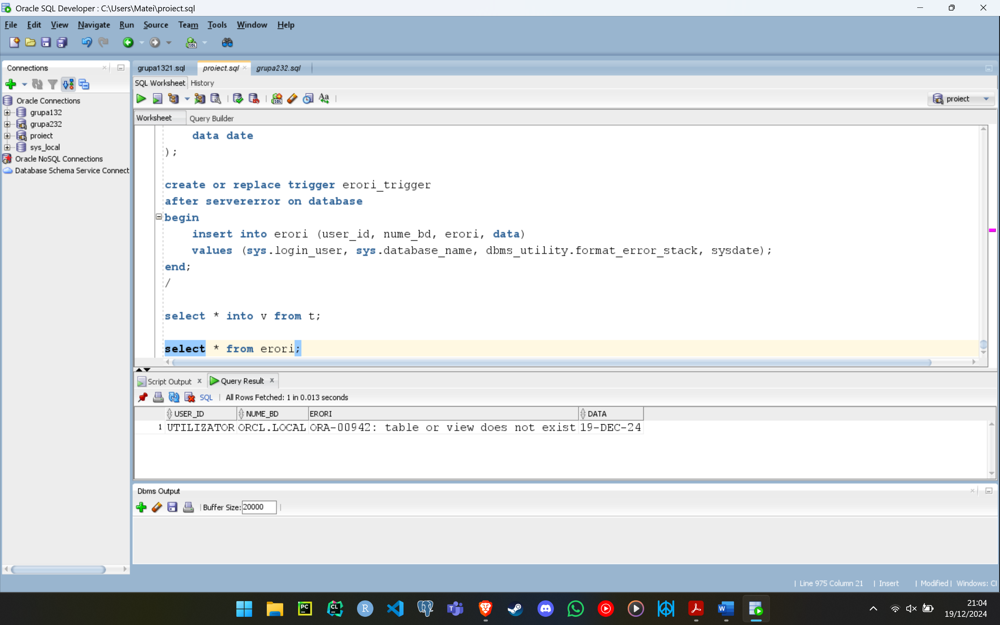 Oracle SQL Developer : C:\Users\Matei\proiect.sql
File Edit View Navigate Run Source Team Tools Window Help
Connections
grupa1321.sql proiect.sql grupa232.sql
SQL Worksheet History
proiect
Oracle Connections
grupa132
grupa232
proiect
sys_local
Oracle NoSQL Connections
Database Schema Service Connect
Worksheet Query Builder
data date
);
create or replace trigger erori_trigger
after servererror on database
begin
insert into erori (user_id, nume_bd, erori, data)
values (sys.login_user, sys.database_name, dbms_utility.format_error_stack, sysdate);
end;
/
select * into v from t;
select * from erori;
Script Output Query Result
SQL | All Rows Fetched: 1 in 0.013 seconds
USER_ID NUME_BD ERORI DATA
1 UTILIZATOR ORCL.LOCAL ORA-00942: table or view does not exist 19-DEC-24
Dbms Output
Buffer Size: 20000
| Line 975 Column 21 | Insert | Modified | Windows: Cl
21:04
19/12/2024